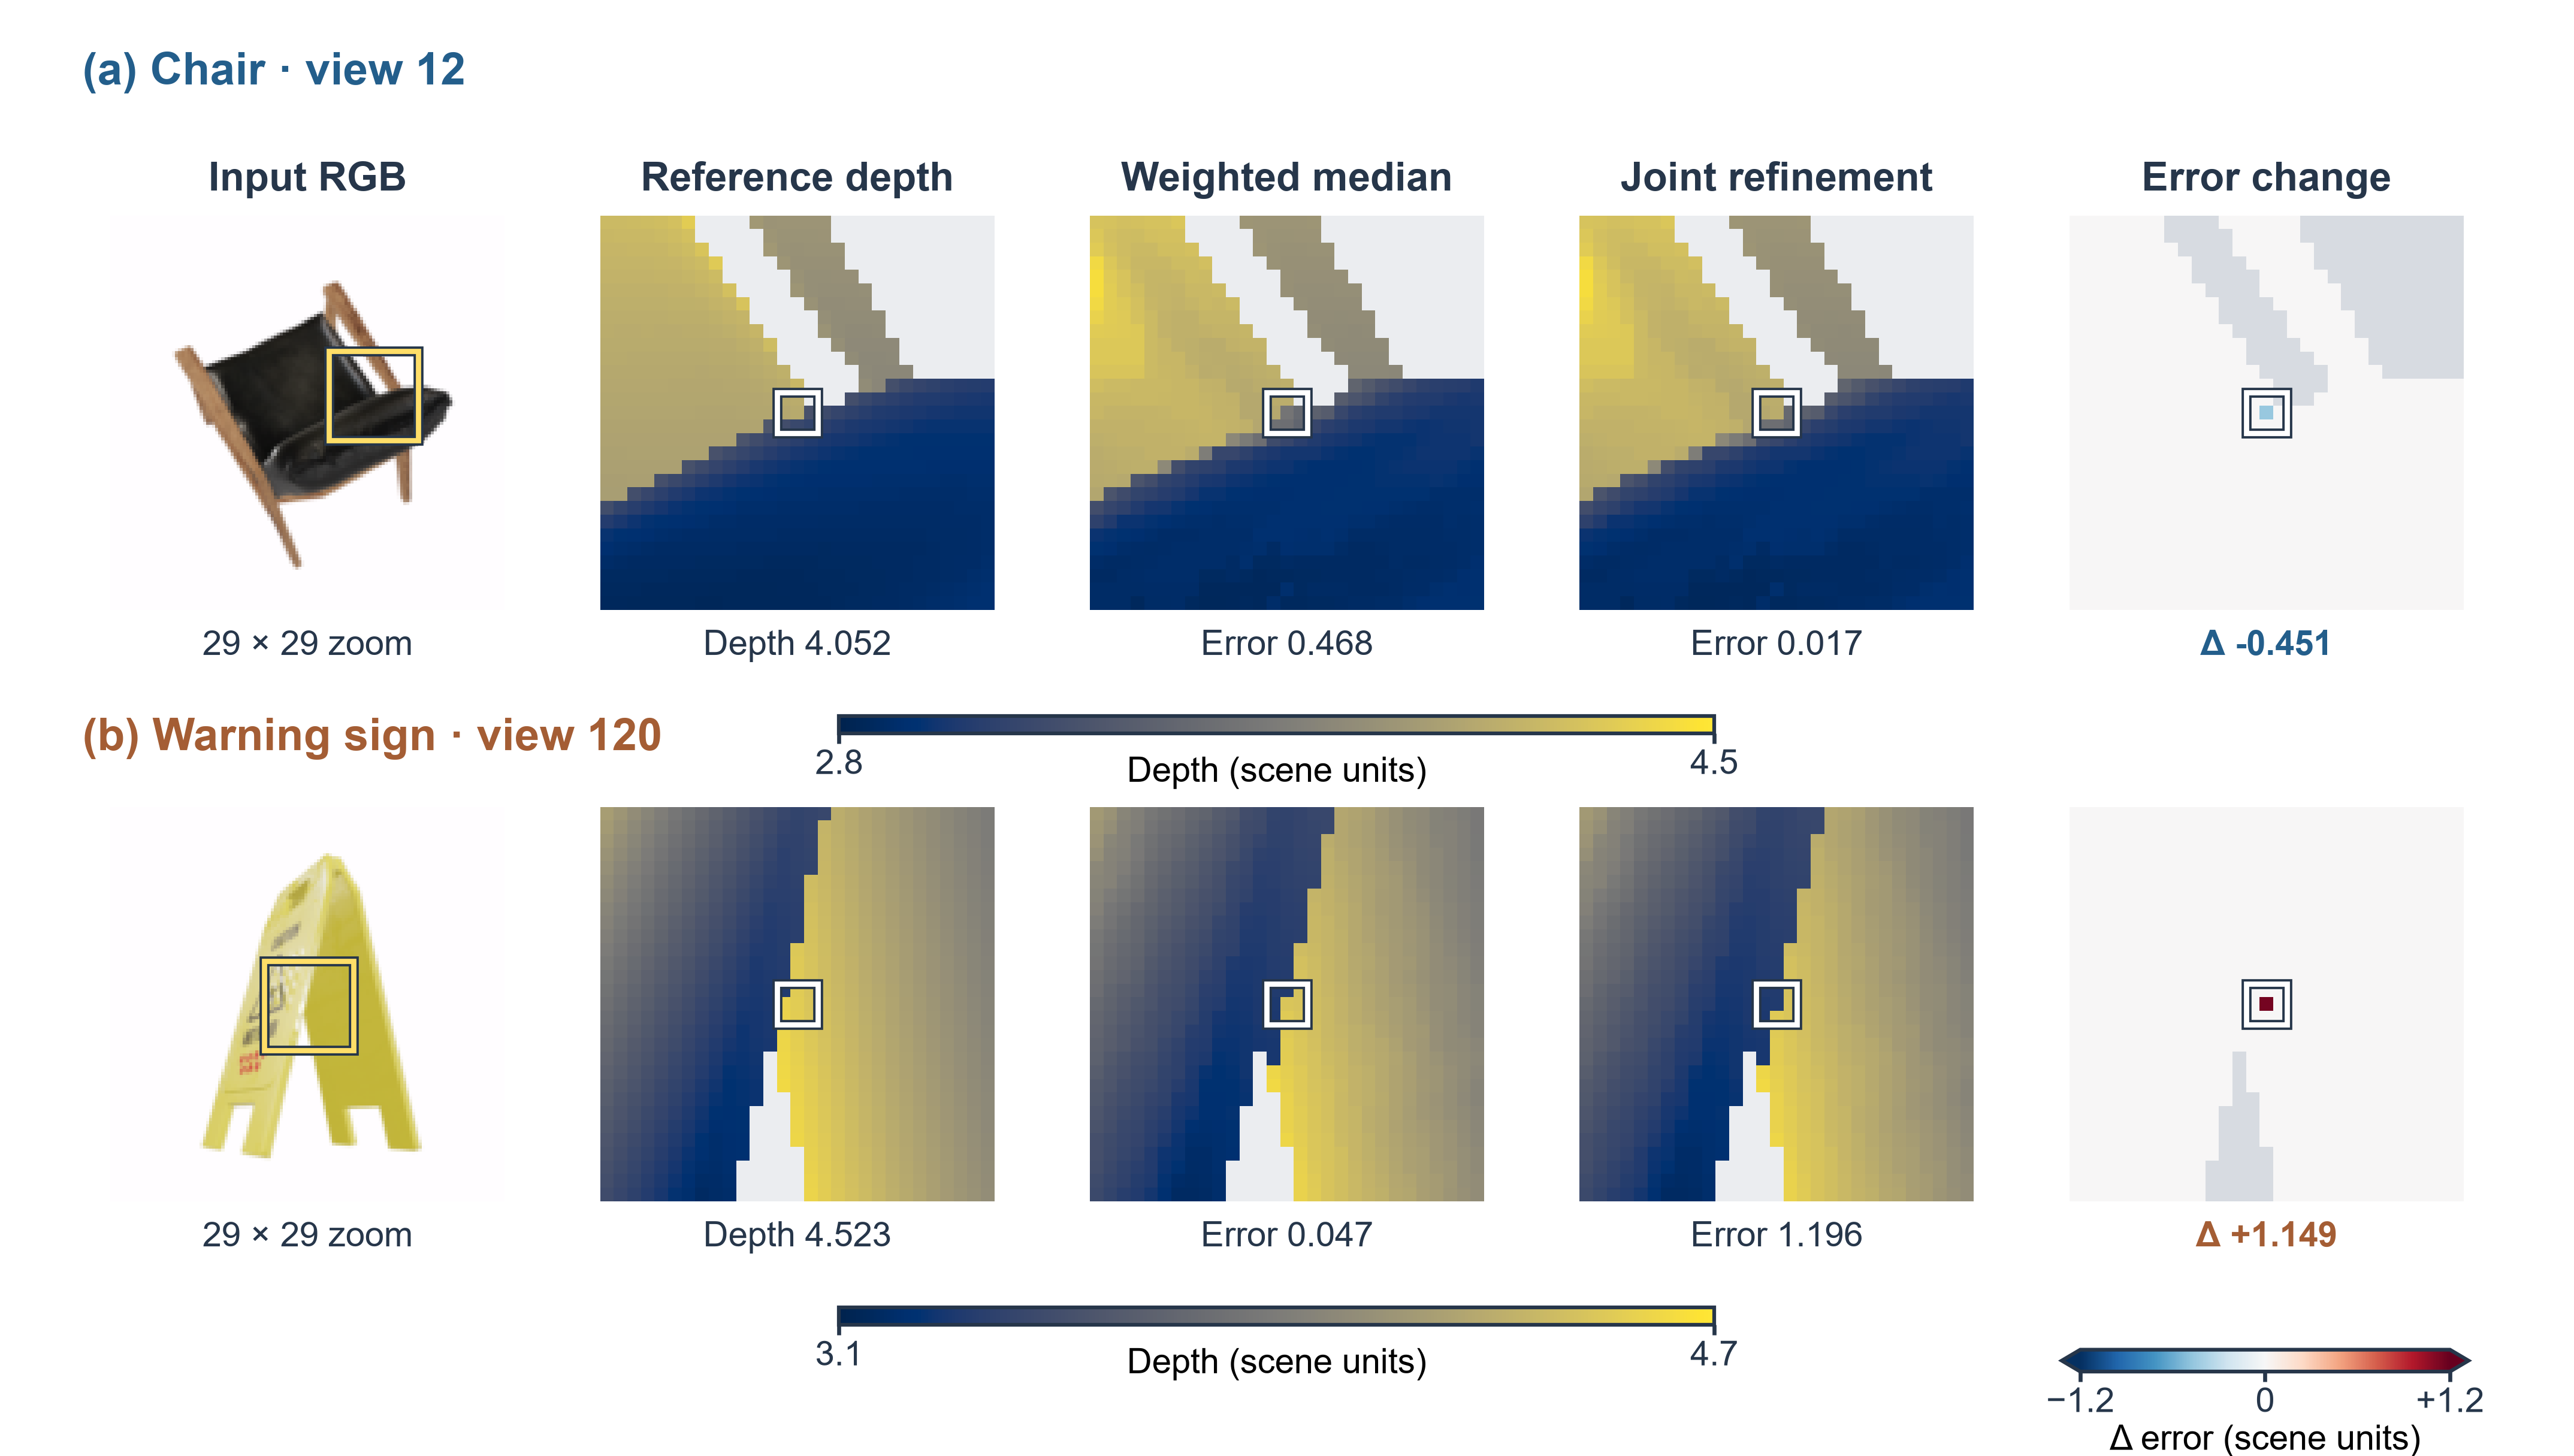 (a) Chair · view 12
Input RGB
Reference depth
Weighted median
Joint refinement
Error change
29 × 29 zoom
Depth 4.052
Error 0.468
Error 0.017
Δ -0.451
(b) Warning sign · view 120
2.8
4.5
Depth (scene units)
29 × 29 zoom
Depth 4.523
Error 0.047
Error 1.196
Δ +1.149
3.1
4.7
Depth (scene units)
−1.2
0
+1.2
Δ error (scene units)